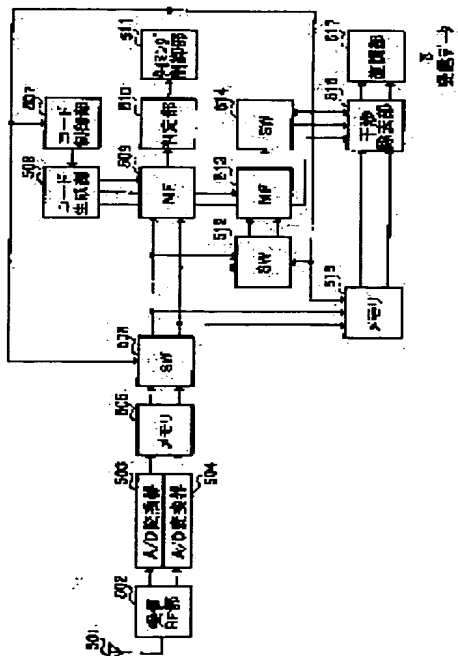 501
502
受信
RF部
503
A/D変換部
A/D変換部
504
505
メモリ
SW
507
コード
制御部
508
コード
生成部
509
MF
510
判定部
511
タイミング
制御部
512
SW
513
MF
514
SW
515
メモリ
516
干渉
除去部
517
復調部
受信データ